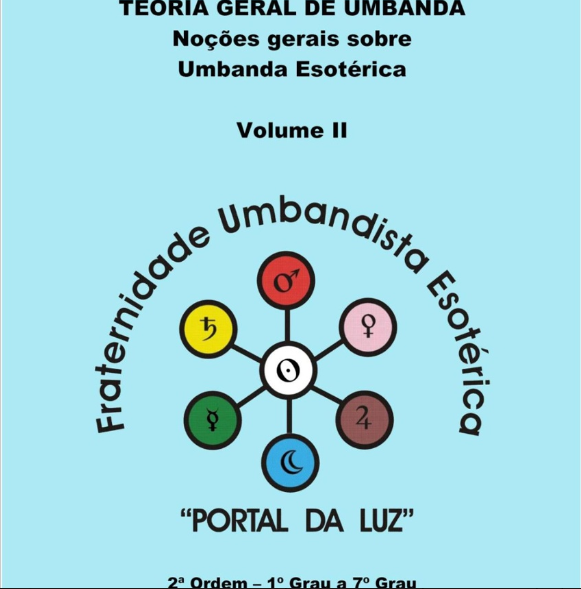 TEORIA GERAL DE UMBANDA
Noções gerais sobre
Umbanda Esotérica
Volume II
Fraternidade Umbandista Esotérica
♂
♄
♀
☉
☿
♃
☾
“PORTAL DA LUZ”
2ª Ordem – 1º Grau a 7º Grau